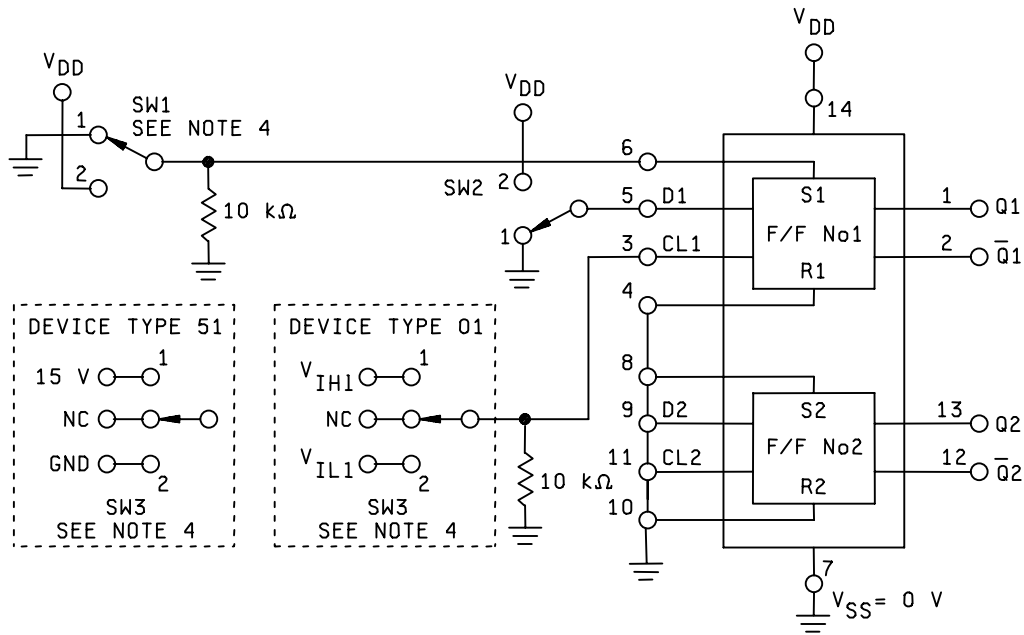 VDD
VDD
VDD
14
SW1
SEE NOTE 4
1
2
10 kΩ
SW2
2
1
6
5
D1
3
CL1
4
S1
F/F No1
R1
1
Q1
2
Q̅1
8
9
D2
11
CL2
10
S2
F/F No2
R2
13
Q2
12
Q̅2
7
VSS= 0 V
DEVICE TYPE 51
15 V
1
NC
GND
2
SW3
SEE NOTE 4
DEVICE TYPE 01
VIH1
1
NC
VIL1
2
SW3
SEE NOTE 4
10 kΩ